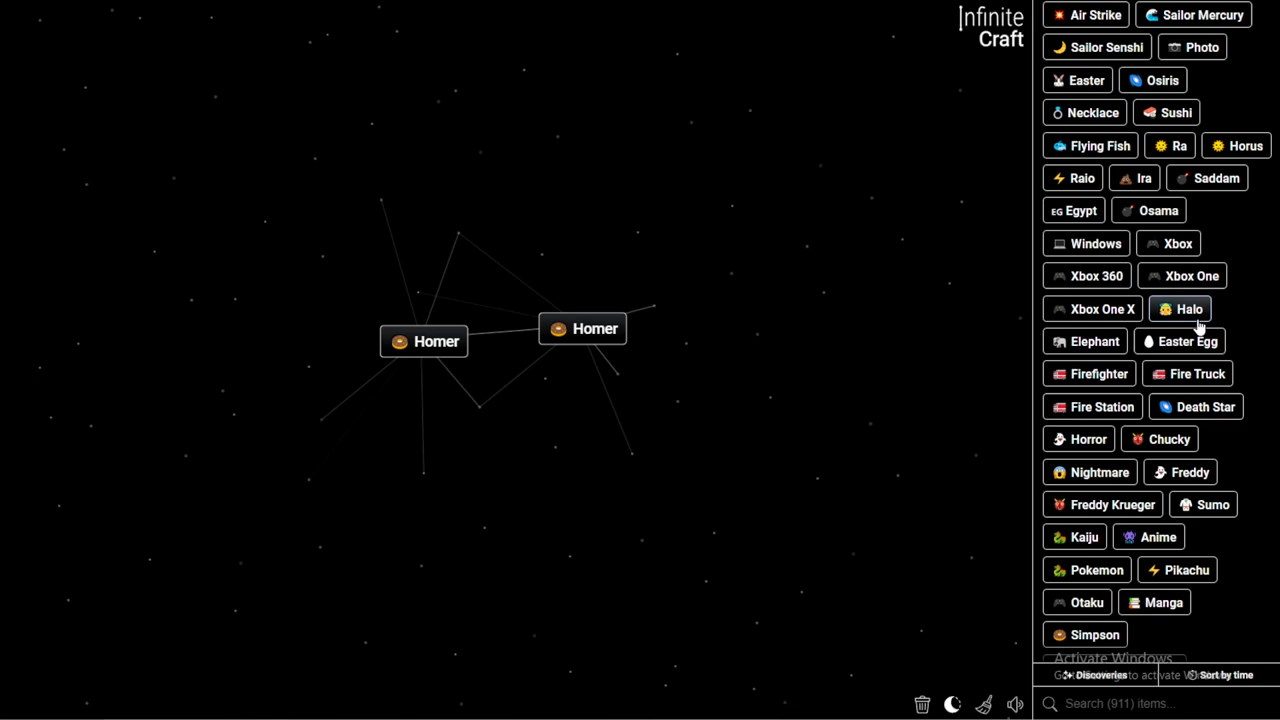 Infinite
Craft
Air Strike Sailor Mercury
Sailor Senshi Photo
Easter Osiris
Necklace Sushi
Flying Fish Ra Horus
Raio Ira Saddam
EG Egypt Osama
Windows Xbox
Xbox 360 Xbox One
Xbox One X Halo
Homer Homer
Elephant Easter Egg
Firefighter Fire Truck
Fire Station Death Star
Horror Chucky
Nightmare Freddy
Freddy Krueger Sumo
Kaiju Anime
Pokemon Pikachu
Otaku Manga
Simpson
Activate Windows
Discoveries Sort by time
Search (911) items...